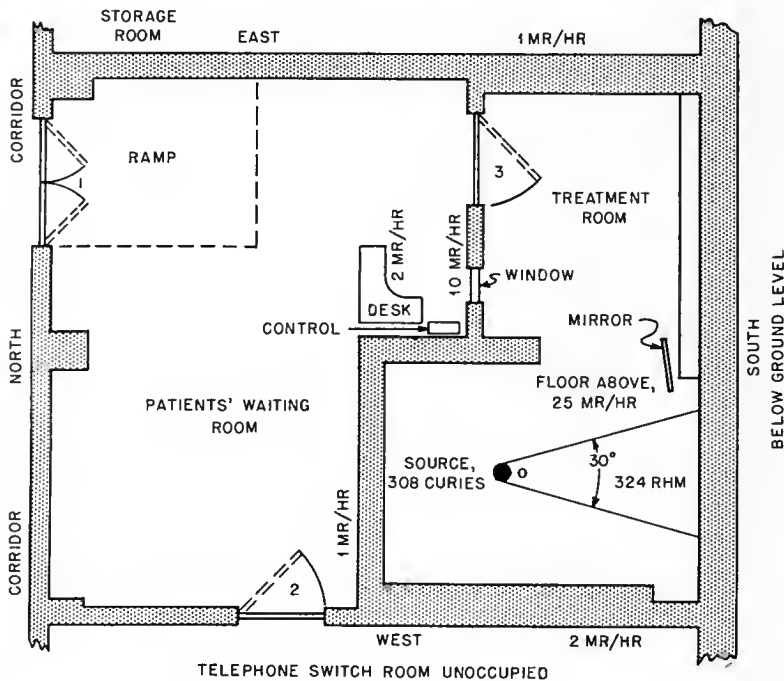 STORAGE
ROOM
EAST
1 MR/HR
CORRIDOR
RAMP
1
3
TREATMENT
ROOM
2 MR/HR
10 MR/HR
WINDOW
DESK
CONTROL
MIRROR
NORTH
SOUTH
BELOW GROUND LEVEL
FLOOR ABOVE,
25 MR/HR
PATIENTS' WAITING
ROOM
SOURCE,
308 CURIES
O
30°
324 RHM
1 MR/HR
CORRIDOR
2
WEST
2 MR/HR
TELEPHONE SWITCH ROOM UNOCCUPIED